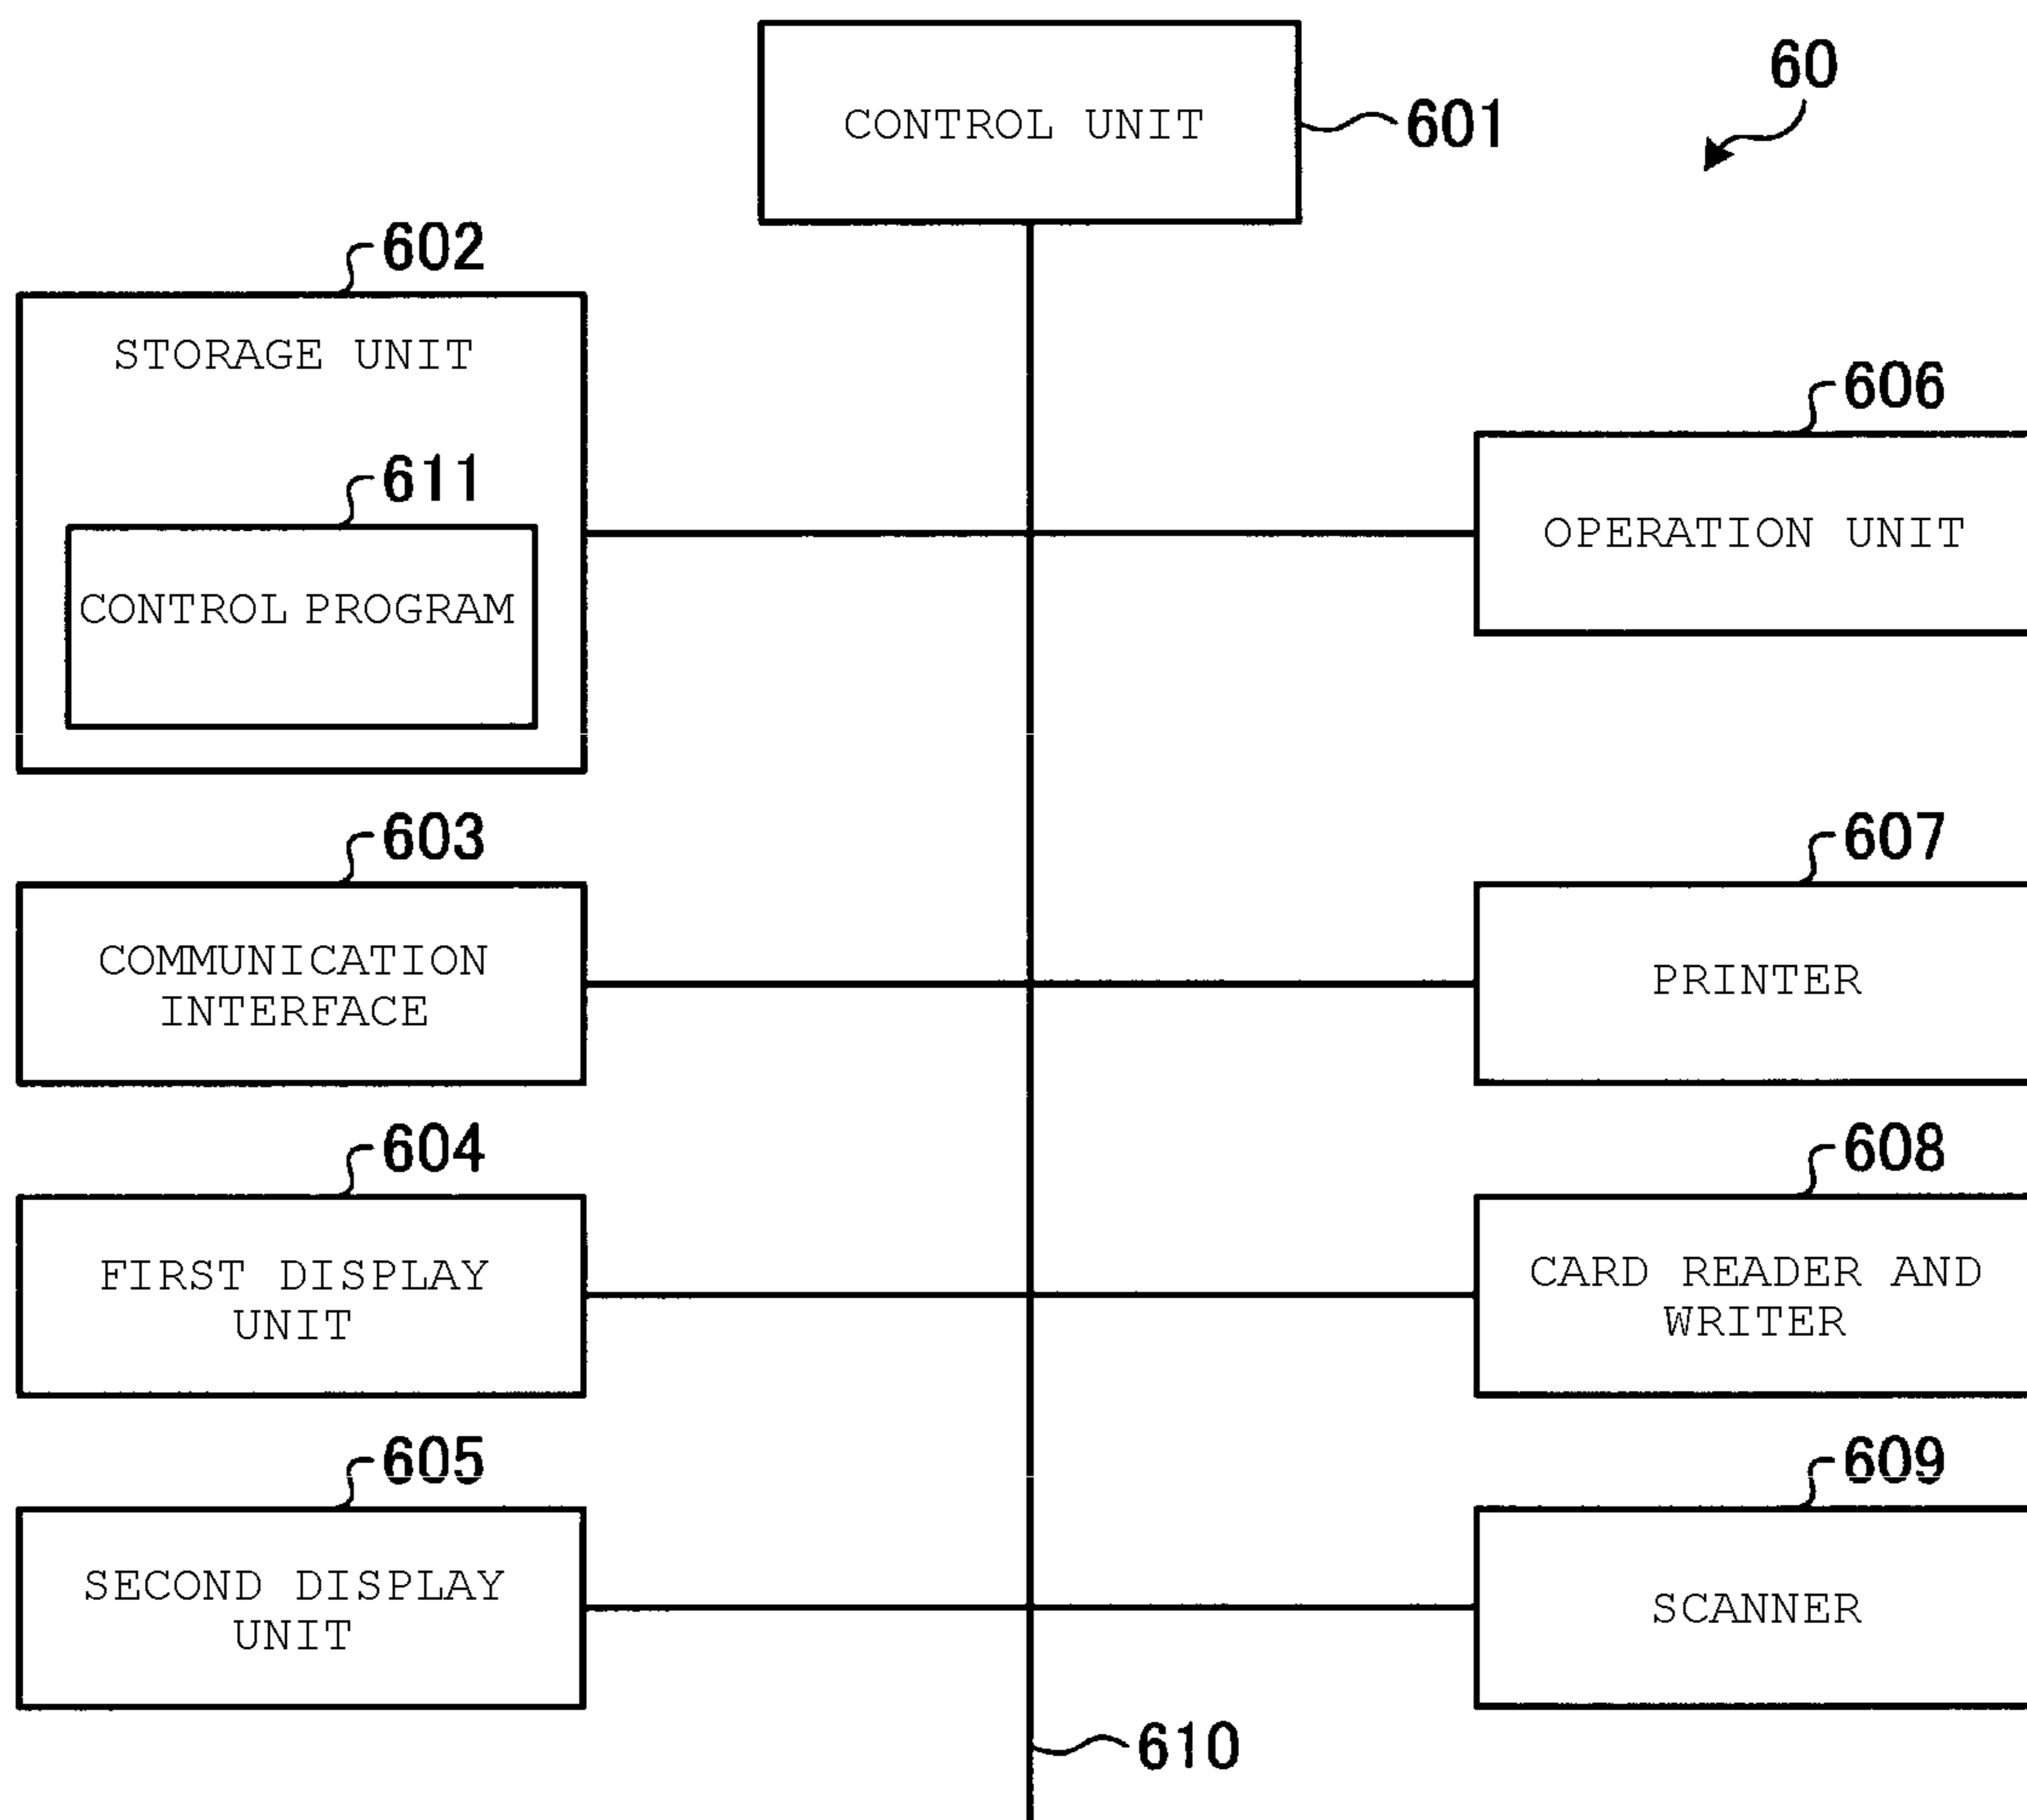 CONTROL UNIT
601
60
602
STORAGE UNIT
611
CONTROL PROGRAM
606
OPERATION UNIT
603
COMMUNICATION
INTERFACE
607
PRINTER
604
FIRST DISPLAY
UNIT
608
CARD READER AND
WRITER
605
SECOND DISPLAY
UNIT
609
SCANNER
610